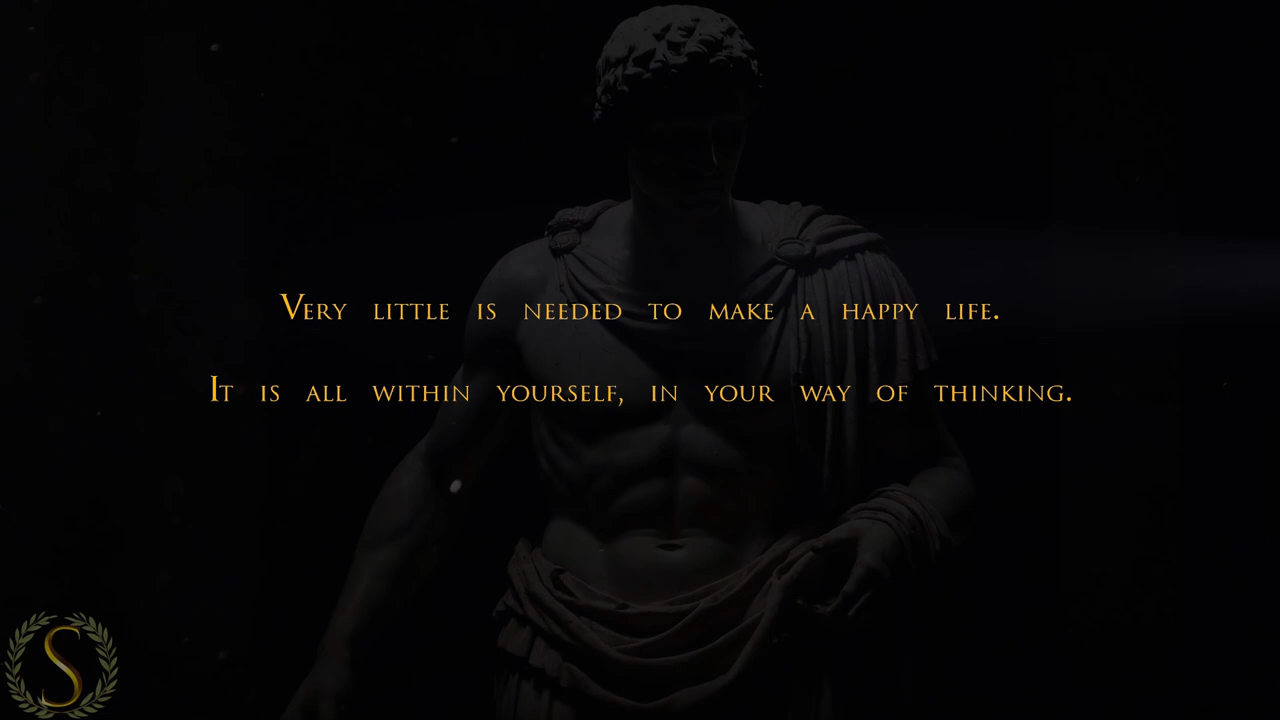 Very little is needed to make a happy life.
It is all within yourself, in your way of thinking.
S